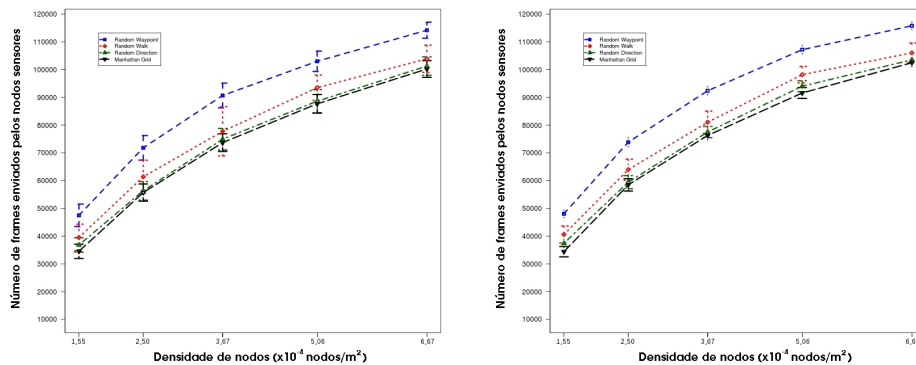 Número de frames enviados pelos nodos sensores
120000
110000
100000
90000
80000
70000
60000
50000
40000
30000
20000
10000
Random Waypoint
Random Walk
Random Direction
Manhattan Grid
1,55
2,50
3,67
5,06
6,67
Densidade de nodos (x10⁻⁴ nodos/m²)
Número de frames enviados pelos nodos sensores
120000
110000
100000
90000
80000
70000
60000
50000
40000
30000
20000
10000
Random Waypoint
Random Walk
Random Direction
Manhattan Grid
1,55
2,50
3,67
5,06
6,6
Densidade de nodos (x10⁻⁴ nodos/m²)